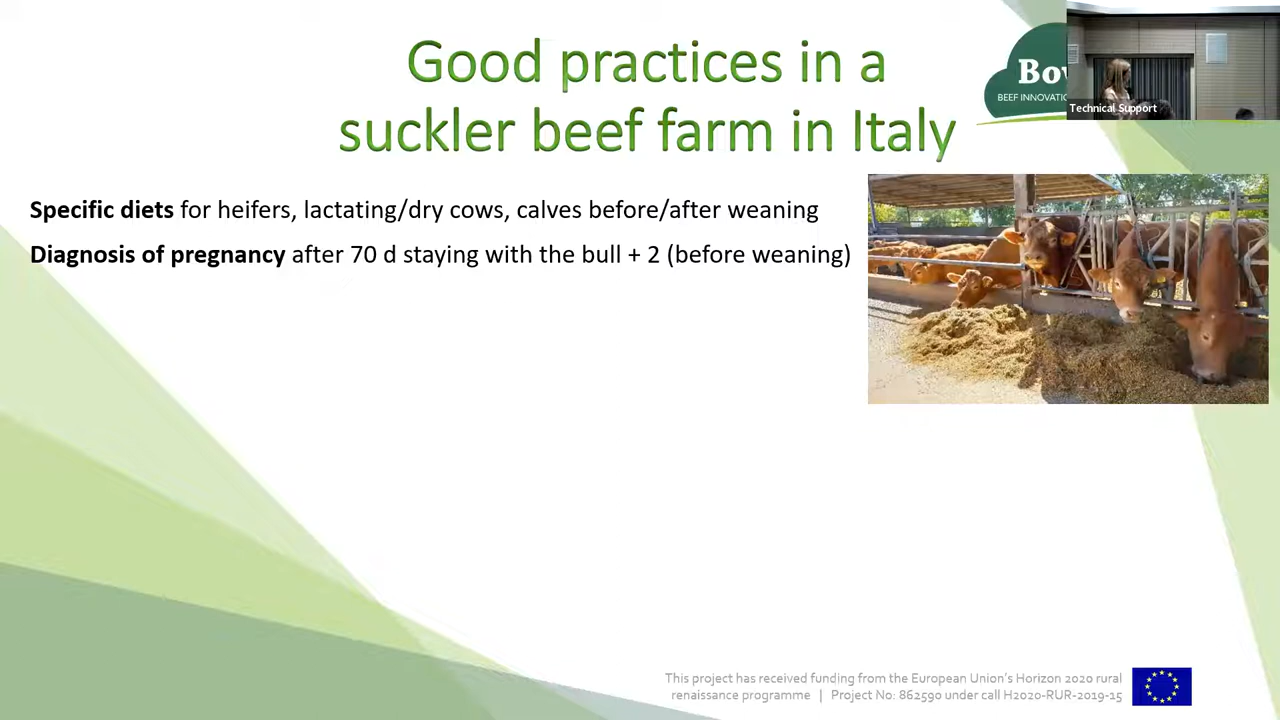 Good practices in a
suckler beef farm in Italy
BEEF INNOVATIO
Technical Support
Specific diets for heifers, lactating/dry cows, calves before/after weaning
Diagnosis of pregnancy after 70 d staying with the bull + 2 (before weaning)
This project has received funding from the European Union's Horizon 2020 rural
renaissance programme | Project No: 862590 under call H2020-RUR-2019-15